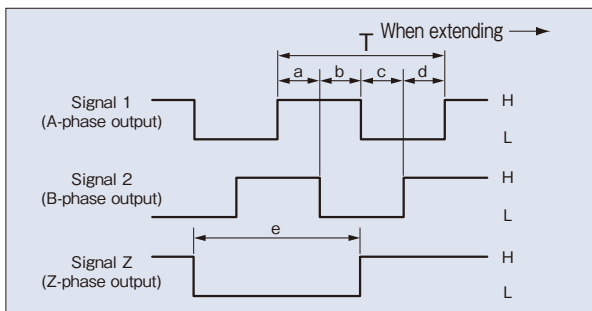 When extending
T
a b c d
Signal 1
(A-phase output)
H
L
Signal 2
(B-phase output)
H
L
e
Signal Z
(Z-phase output)
H
L